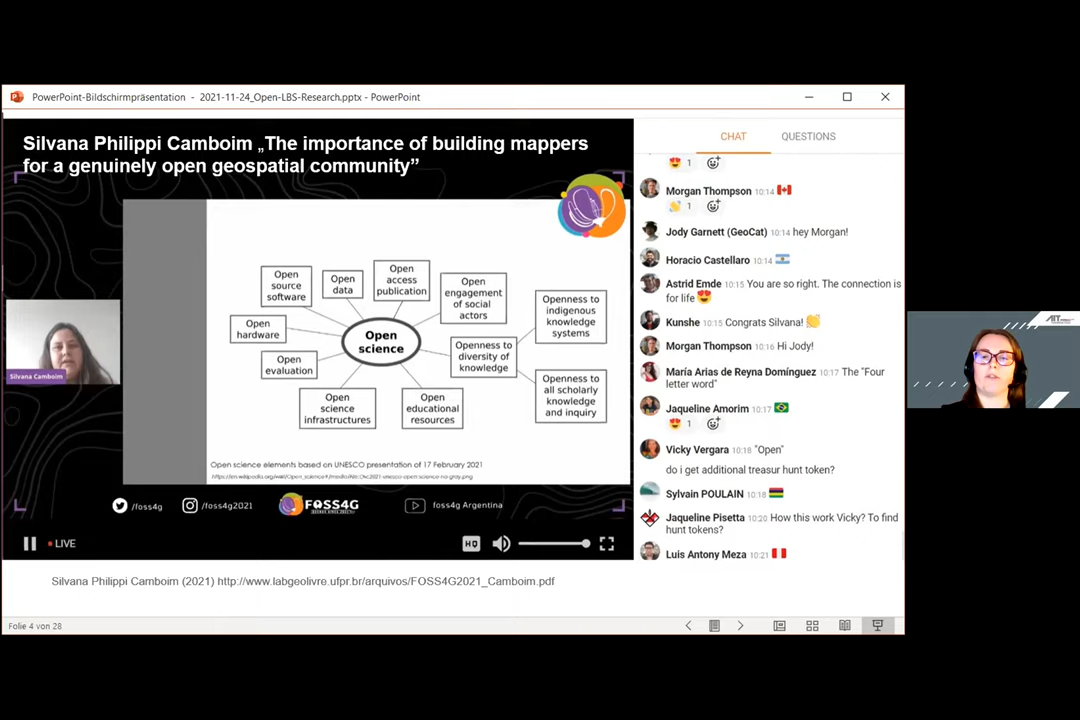 PowerPoint-Bildschirmpräsentation - 2021-11-24_Open-LBS-Research.pptx - PowerPoint
Silvana Philippi Camboim „The importance of building mappers
for a genuinely open geospatial community”
Open
source
software
Open
data
Open
access
publication
Open
engagement
of social
actors
Openness to
indigenous
knowledge
systems
Open
hardware
Open
science
Openness to
diversity of
knowledge
Open
evaluation
Openness to
all scholarly
knowledge
and inquiry
Open
science
infrastructures
Open
educational
resources
Silvana Camboim
Open science elements based on UNESCO presentation of 17 February 2021
/foss4g
/foss4g2021
FOSS4G
foss4g Argentina
LIVE
HQ
CHAT
QUESTIONS
1
Morgan Thompson 10:14
1
Jody Garnett (GeoCat) 10:14 hey Morgan!
Horacio Castellaro 10:14
Astrid Emde 10:15 You are so right. The connection is
for life
Kunshe 10:15 Congrats Silvana!
Morgan Thompson 10:16 Hi Jody!
María Arias de Reyna Domínguez 10:17 The "Four
letter word"
Jaqueline Amorim 10:17
1
Vicky Vergara 10:18 "Open"
do i get additional treasur hunt token?
Sylvain POULAIN 10:18
Jaqueline Pisetta 10:20 How this work Vicky? To find
hunt tokens?
Luis Antony Meza 10:21
Silvana Philippi Camboim (2021) http://www.labgeolivre.ufpr.br/arquivos/FOSS4G2021_Camboim.pdf
Folie 4 von 28
AIT